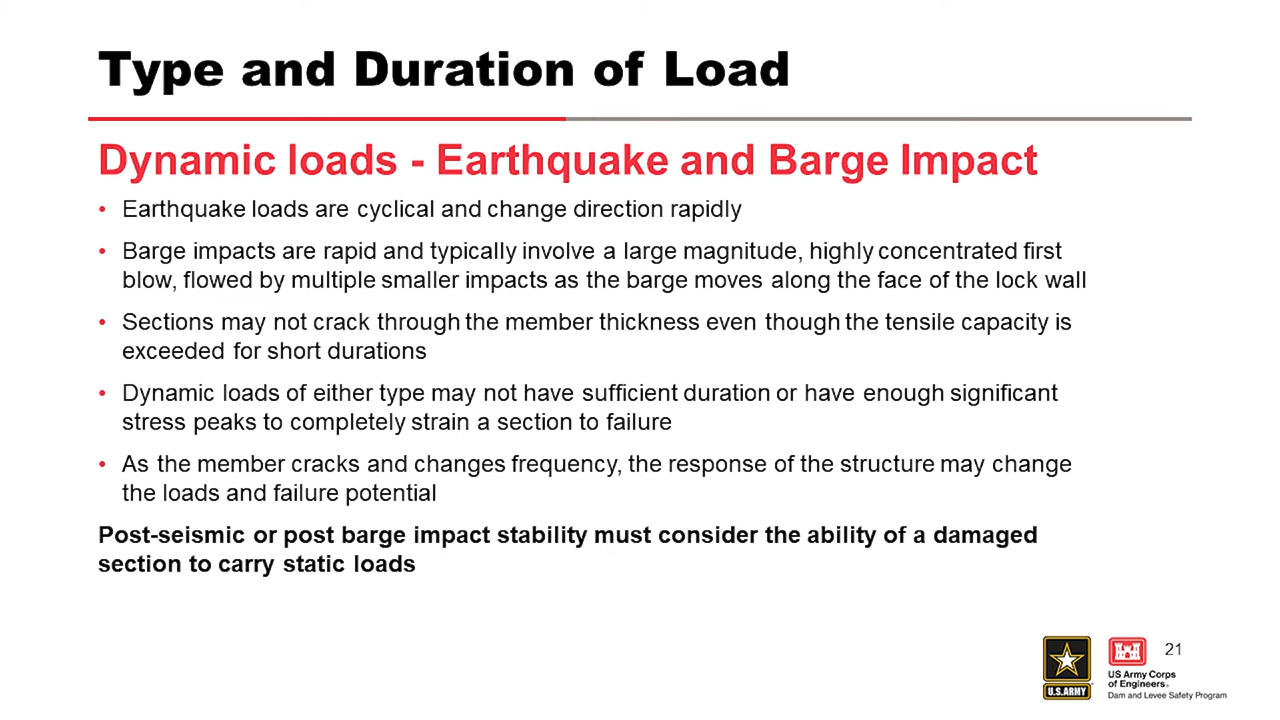 Type and Duration of Load
Dynamic loads - Earthquake and Barge Impact
• Earthquake loads are cyclical and change direction rapidly
• Barge impacts are rapid and typically involve a large magnitude, highly concentrated first
blow, flowed by multiple smaller impacts as the barge moves along the face of the lock wall
• Sections may not crack through the member thickness even though the tensile capacity is
exceeded for short durations
• Dynamic loads of either type may not have sufficient duration or have enough significant
stress peaks to completely strain a section to failure
• As the member cracks and changes frequency, the response of the structure may change
the loads and failure potential
Post-seismic or post barge impact stability must consider the ability of a damaged
section to carry static loads
21
U.S.ARMY
US Army Corps
of Engineers®
Dam and Levee Safety Program